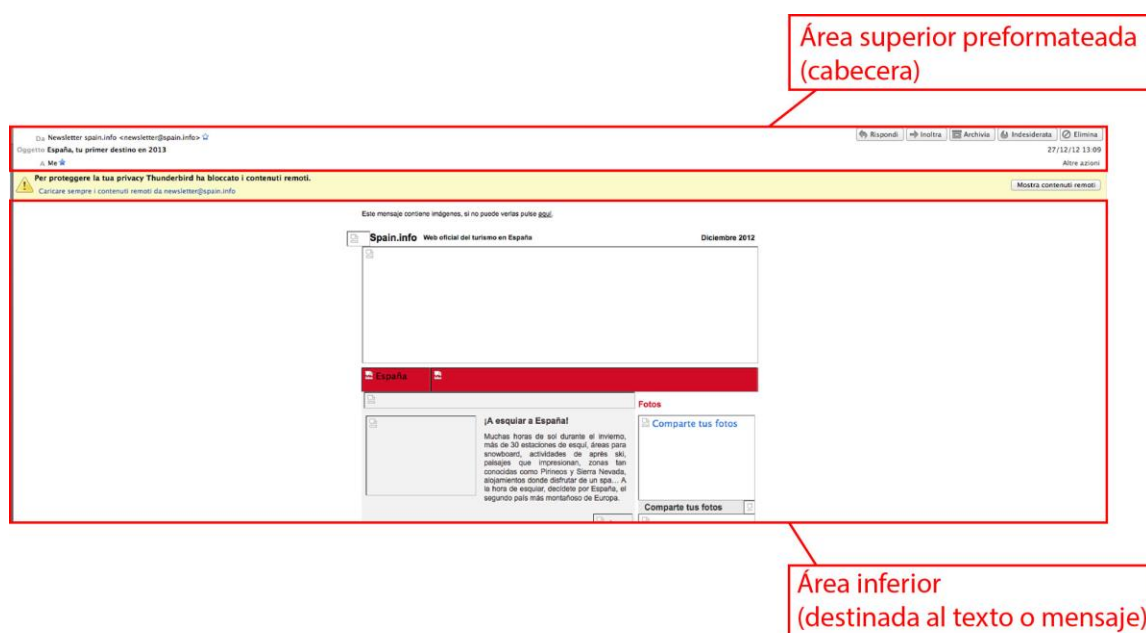 Área superior preformateada
(cabecera)
Da Newsletter spain.info <newsletter@spain.info>
Rispondi Inoltra Archivia Indesiderata Elimina
Oggetto España, tu primer destino en 2013
27/12/12 13:09
A Me
Altre azioni
Per proteggere la tua privacy Thunderbird ha bloccato i contenuti remoti.
Caricare sempre i contenuti remoti da newsletter@spain.info
Mostra contenuti remoti
Este mensaje contiene imágenes, si no puede verlas pulse aquí.
Spain.info Web oficial del turismo en España Diciembre 2012
España
Fotos
¡A esquiar a España!
Muchas horas de sol durante el invierno,
más de 30 estaciones de esquí, áreas para
snowboard, actividades de après ski,
paisajes que impresionan, zonas tan
conocidas como Pirineos y Sierra Nevada,
alojamientos donde disfrutar de un spa... A
la hora de esquiar, decídete por España, el
segundo país más montañoso de Europa.
Comparte tus fotos
Comparte tus fotos
Área inferior
(destinada al texto o mensaje)